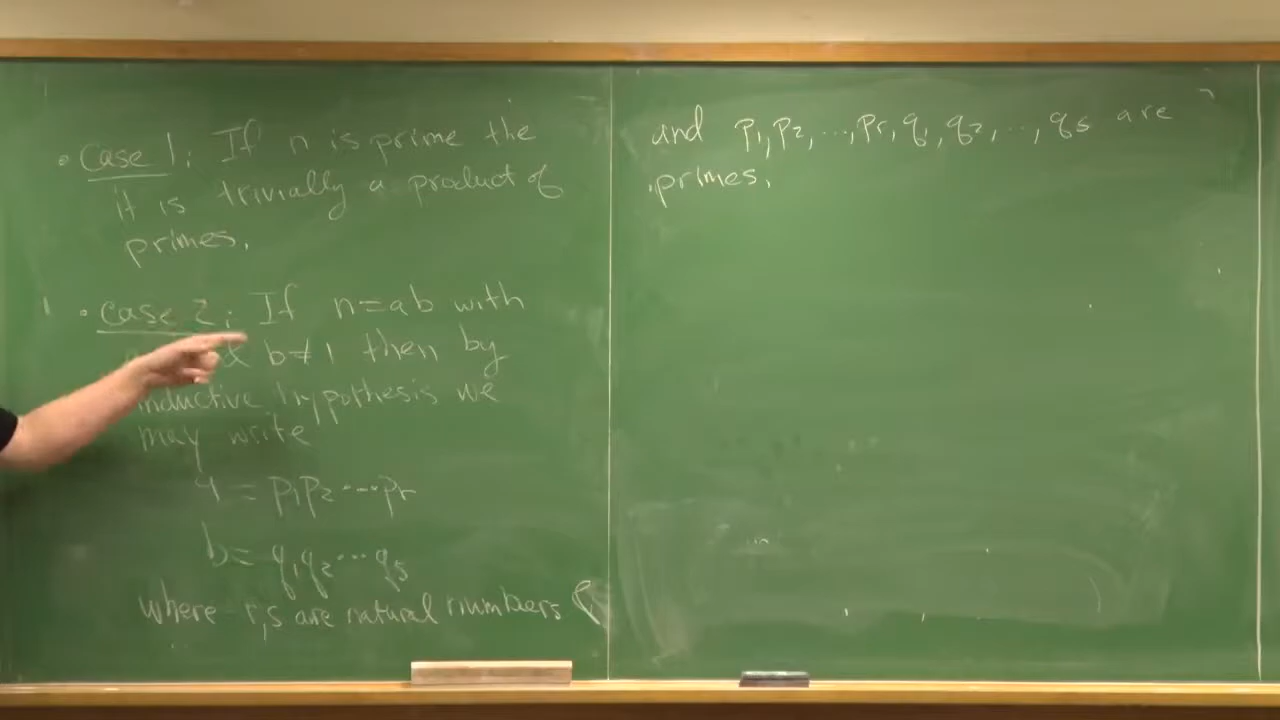 • Case 1: If n is prime the
it is trivially a product of
primes.
• Case 2: If n=ab with
& b≠1 then by
inductive hypothesis we
may write
a = p₁p₂⋯pᵣ
b = q₁q₂⋯qₛ
where r,s are natural numbers
and p₁,p₂,…,pᵣ,q₁,q₂,…,qₛ are
primes.